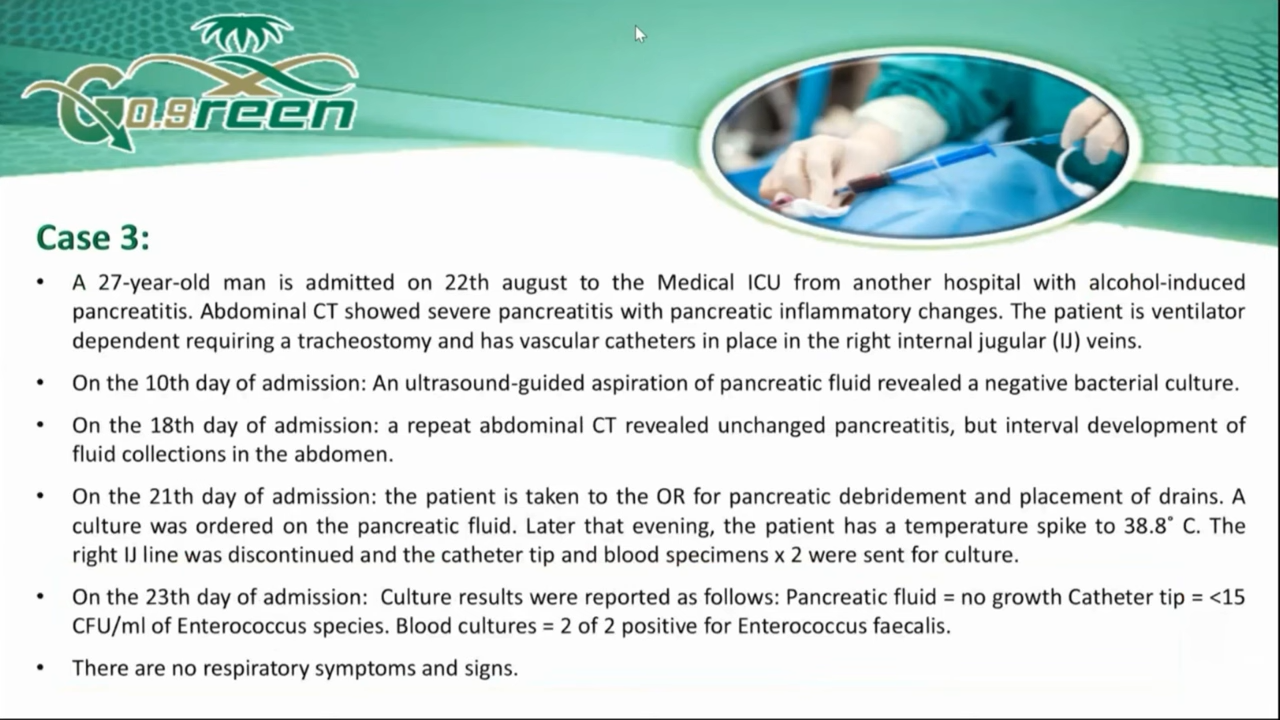 Go.green
Case 3:
• A 27-year-old man is admitted on 22th august to the Medical ICU from another hospital with alcohol-induced
pancreatitis. Abdominal CT showed severe pancreatitis with pancreatic inflammatory changes. The patient is ventilator
dependent requiring a tracheostomy and has vascular catheters in place in the right internal jugular (IJ) veins.
• On the 10th day of admission: An ultrasound-guided aspiration of pancreatic fluid revealed a negative bacterial culture.
• On the 18th day of admission: a repeat abdominal CT revealed unchanged pancreatitis, but interval development of
fluid collections in the abdomen.
• On the 21th day of admission: the patient is taken to the OR for pancreatic debridement and placement of drains. A
culture was ordered on the pancreatic fluid. Later that evening, the patient has a temperature spike to 38.8˚ C. The
right IJ line was discontinued and the catheter tip and blood specimens x 2 were sent for culture.
• On the 23th day of admission: Culture results were reported as follows: Pancreatic fluid = no growth Catheter tip = <15
CFU/ml of Enterococcus species. Blood cultures = 2 of 2 positive for Enterococcus faecalis.
• There are no respiratory symptoms and signs.